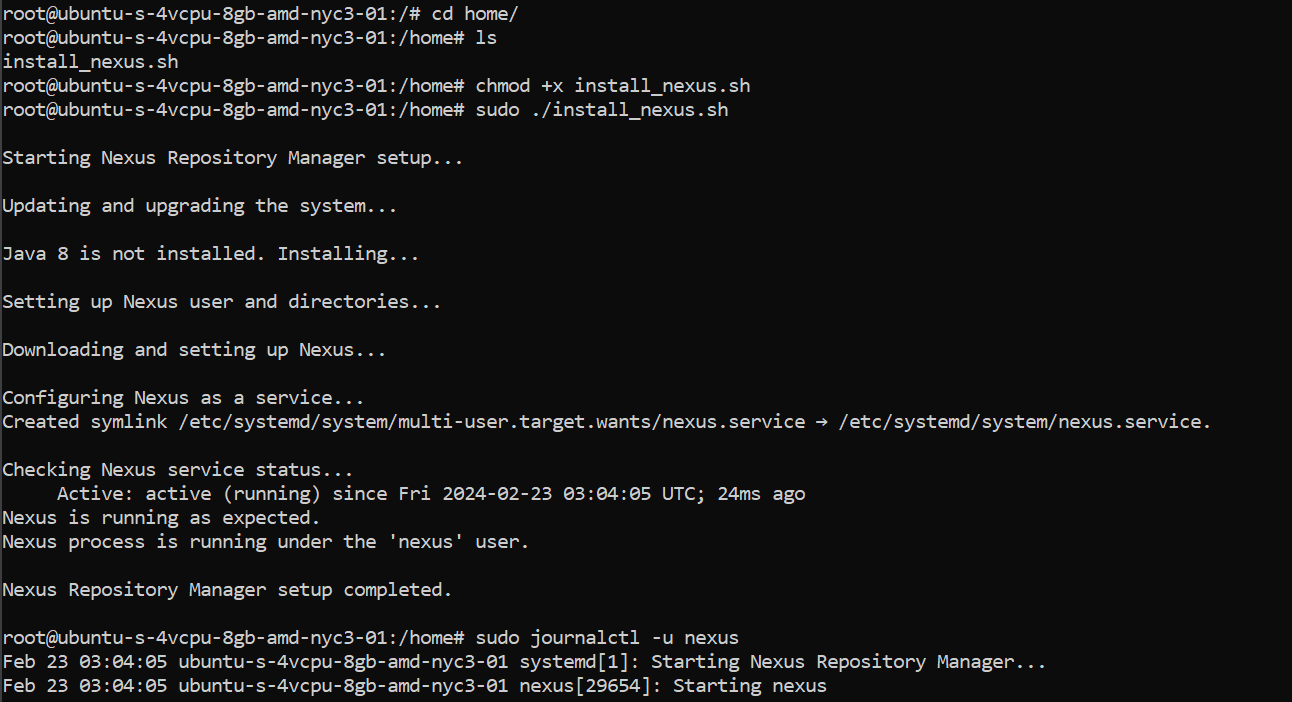 root@ubuntu-s-4vcpu-8gb-amd-nyc3-01:/# cd home/
root@ubuntu-s-4vcpu-8gb-amd-nyc3-01:/home# ls
install_nexus.sh
root@ubuntu-s-4vcpu-8gb-amd-nyc3-01:/home# chmod +x install_nexus.sh
root@ubuntu-s-4vcpu-8gb-amd-nyc3-01:/home# sudo ./install_nexus.sh
Starting Nexus Repository Manager setup...
Updating and upgrading the system...
Java 8 is not installed. Installing...
Setting up Nexus user and directories...
Downloading and setting up Nexus...
Configuring Nexus as a service...
Created symlink /etc/systemd/system/multi-user.target.wants/nexus.service → /etc/systemd/system/nexus.service.
Checking Nexus service status...
     Active: active (running) since Fri 2024-02-23 03:04:05 UTC; 24ms ago
Nexus is running as expected.
Nexus process is running under the 'nexus' user.
Nexus Repository Manager setup completed.
root@ubuntu-s-4vcpu-8gb-amd-nyc3-01:/home# sudo journalctl -u nexus
Feb 23 03:04:05 ubuntu-s-4vcpu-8gb-amd-nyc3-01 systemd[1]: Starting Nexus Repository Manager...
Feb 23 03:04:05 ubuntu-s-4vcpu-8gb-amd-nyc3-01 nexus[29654]: Starting nexus